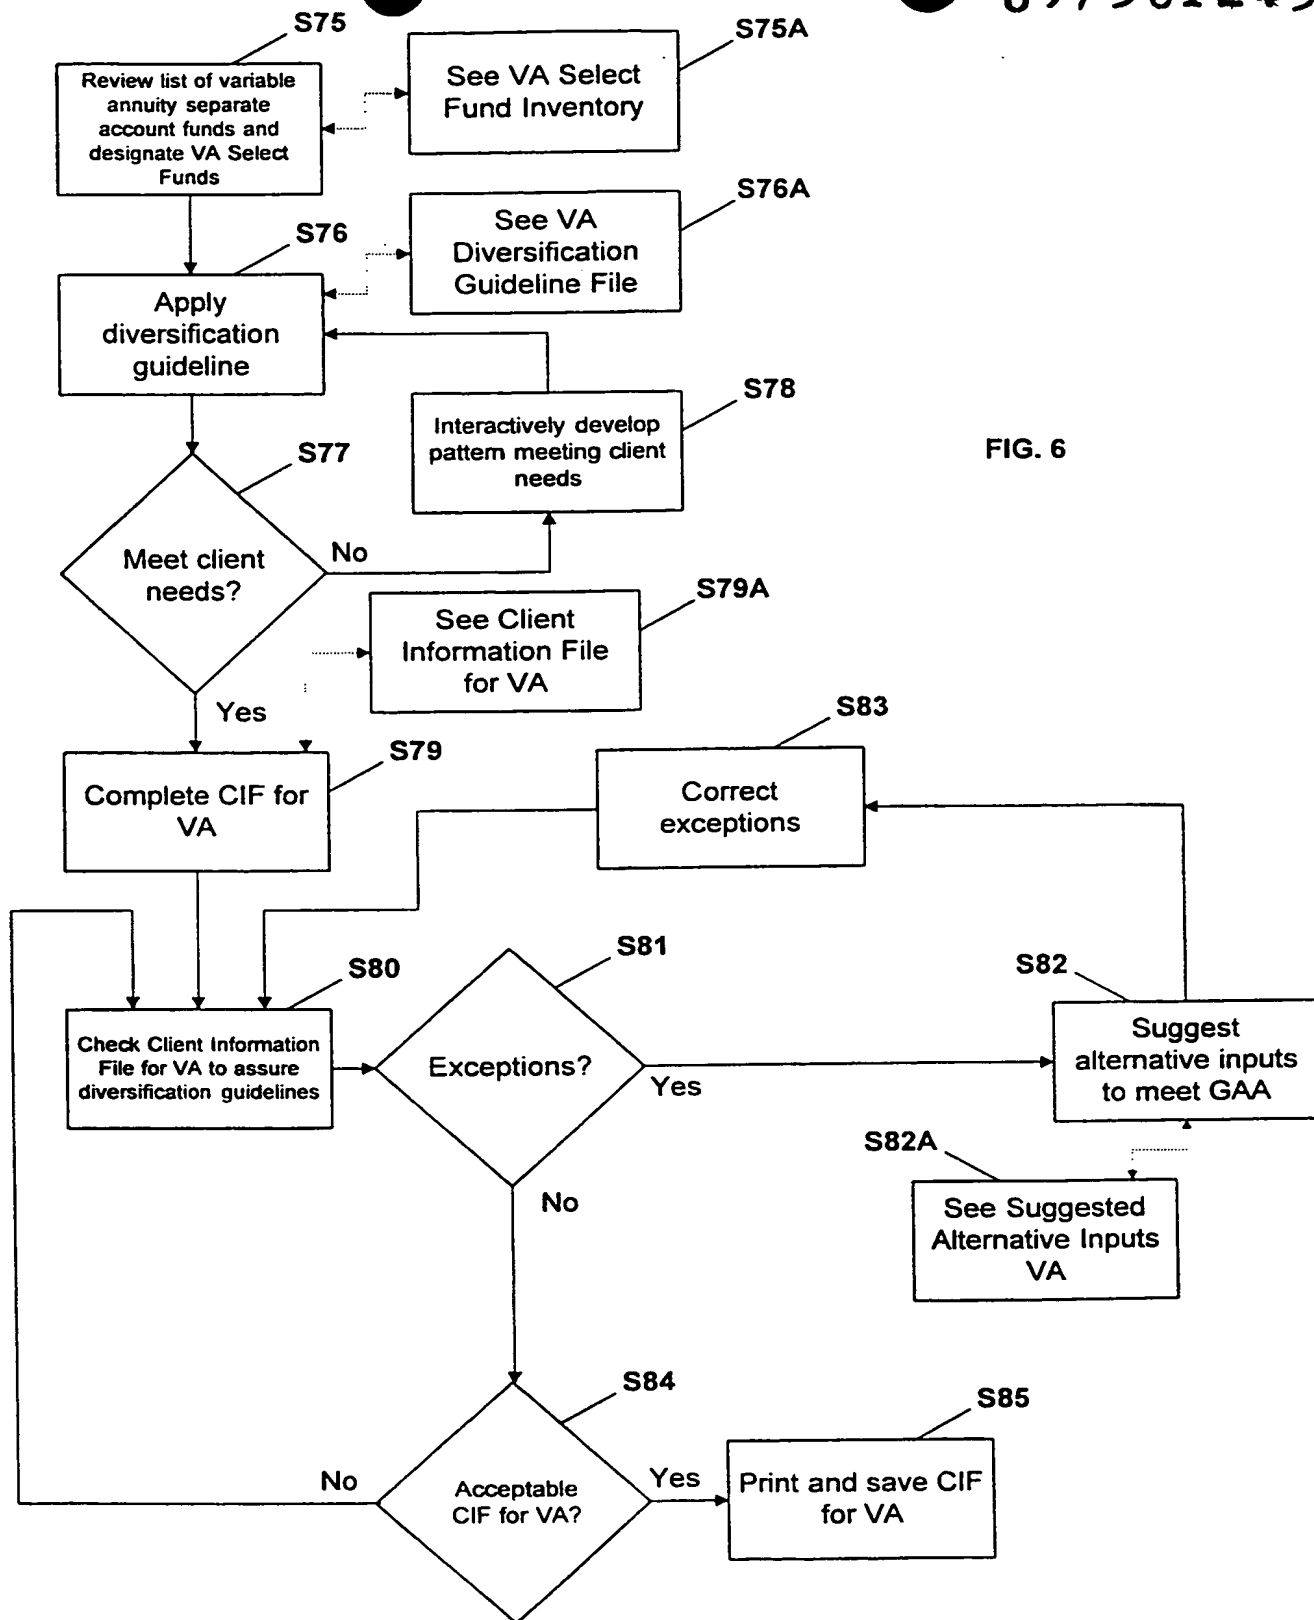 S75
Review list of variable
annuity separate
account funds and
designate VA Select
Funds
S75A
See VA Select
Fund Inventory
S76A
See VA
Diversification
Guideline File
S76
Apply
diversification
guideline
S78
Interactively develop
pattern meeting client
needs
FIG. 6
S77
Meet client
needs?
No
S79A
See Client
Information File
for VA
Yes
S79
Complete CIF for
VA
S83
Correct
exceptions
S80
Check Client Information
File for VA to assure
diversification guidelines
S81
Exceptions?
Yes
No
S82
Suggest
alternative inputs
to meet GAA
S82A
See Suggested
Alternative Inputs
VA
S84
Acceptable
CIF for VA?
No
Yes
S85
Print and save CIF
for VA